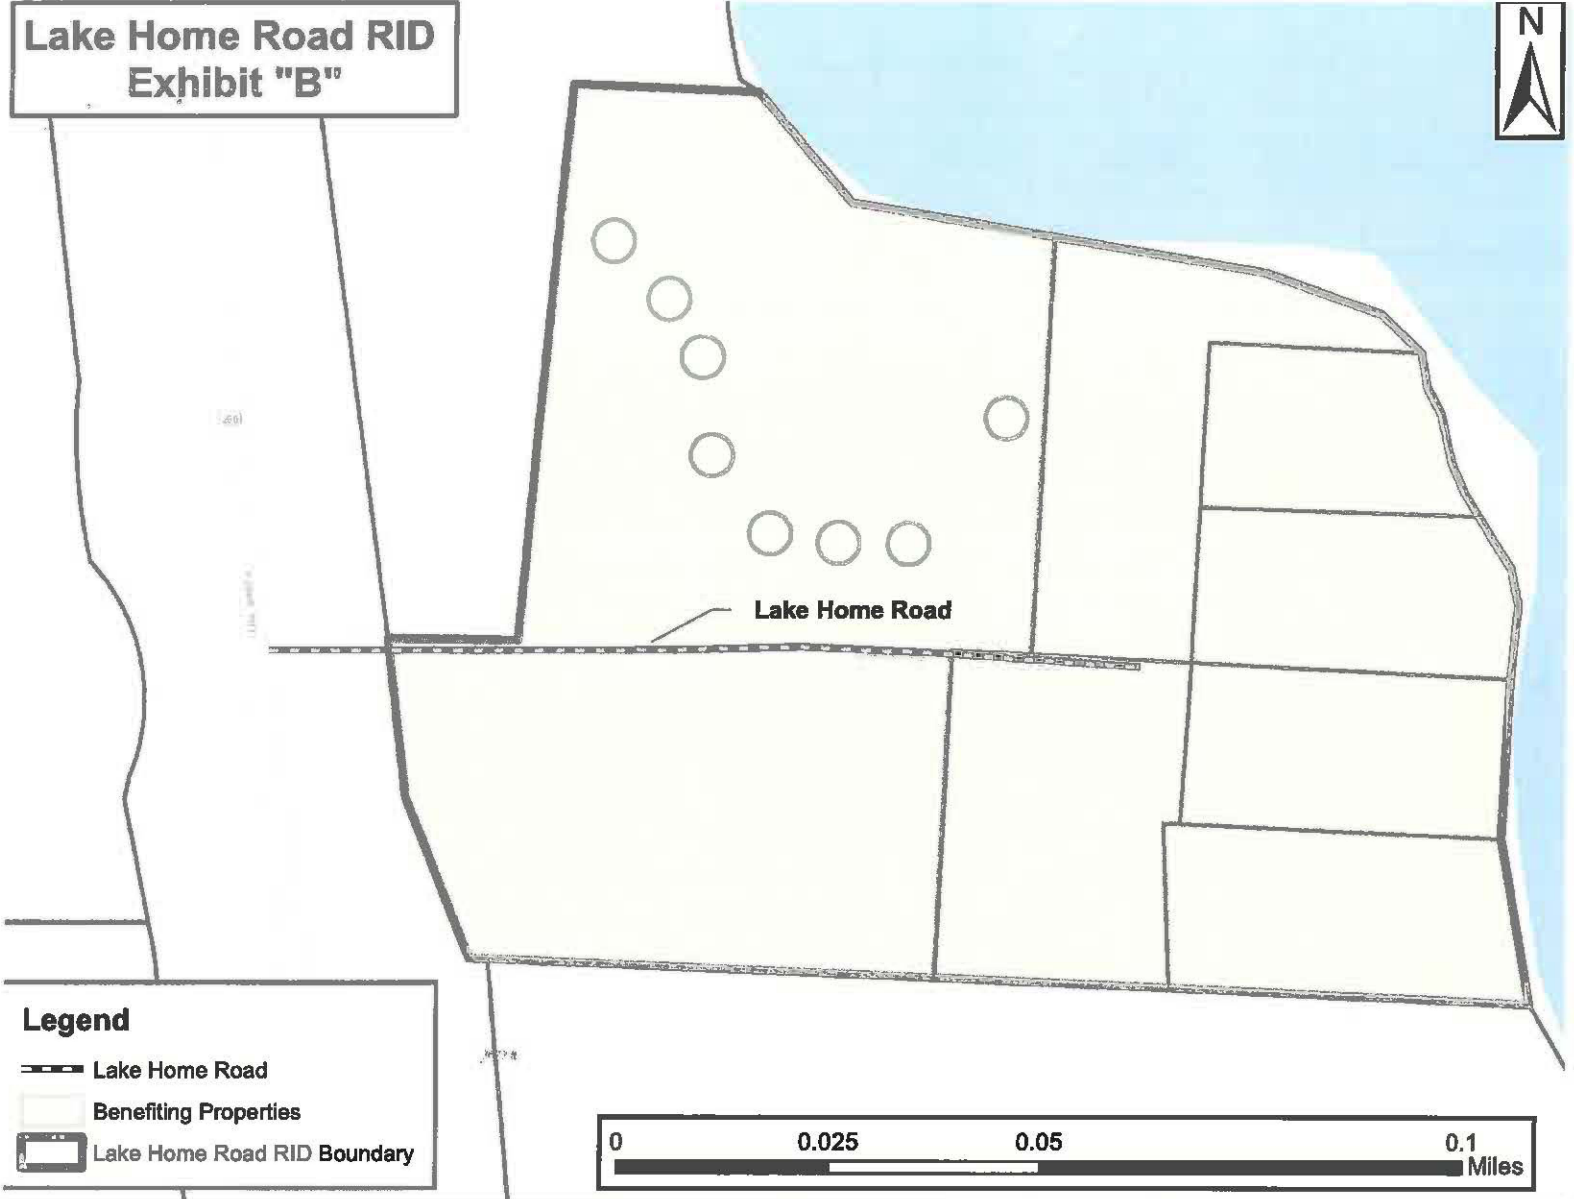 Lake Home Road RID
Exhibit "B"
N
Lake Home Road
Legend
Lake Home Road
Benefiting Properties
Lake Home Road RID Boundary
0 0.025 0.05 0.1
Miles